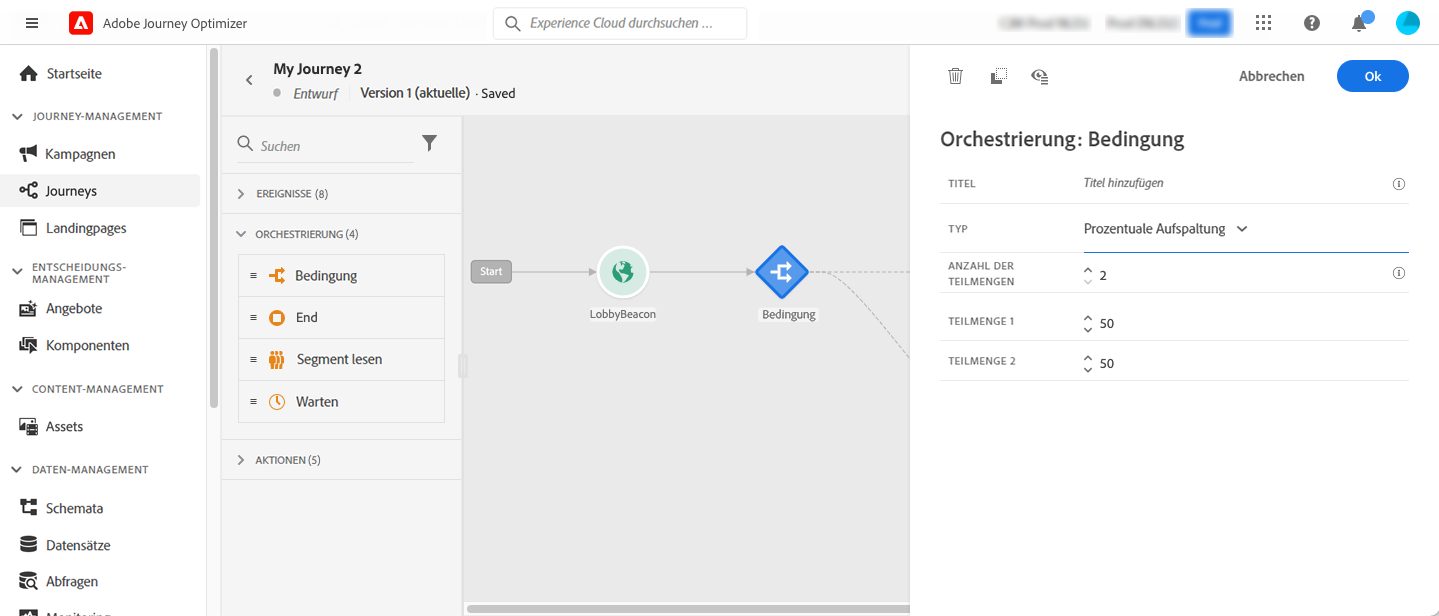 Adobe Journey Optimizer
Experience Cloud durchsuchen ...
Startseite
JOURNEY-MANAGEMENT
Kampagnen
Journeys
Landingpages
ENTSCHEIDUNGS-
MANAGEMENT
Angebote
Komponenten
CONTENT-MANAGEMENT
Assets
DATEN-MANAGEMENT
Schemata
Datensätze
Abfragen
My Journey 2
Entwurf Version 1 (aktuelle) · Saved
Suchen
EREIGNISSE (8)
ORCHESTRIERUNG (4)
Bedingung
End
Segment lesen
Warten
AKTIONEN (5)
Start
LobbyBeacon
Bedingung
Abbrechen
Ok
Orchestrierung: Bedingung
TITEL Titel hinzufügen
TYP Prozentuale Aufspaltung
ANZAHL DER
TEILMENGEN 2
TEILMENGE 1 50
TEILMENGE 2 50